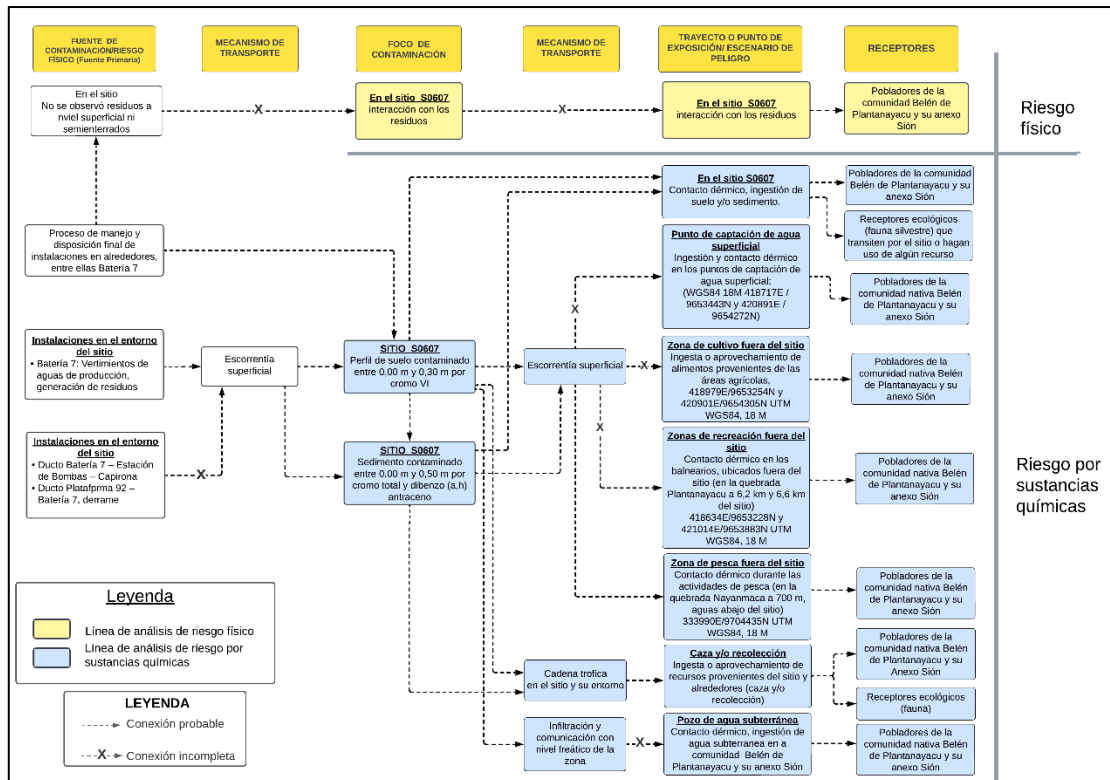 FUENTE DE
CONTAMINACIÓN/RIESGO
FÍSICO (Fuente Primaria)
MECANISMO DE
TRANSPORTE
FOCO DE
CONTAMINACIÓN
MECANISMO DE
TRANSPORTE
TRAYECTO O PUNTO DE
EXPOSICIÓN/ ESCENARIO DE
PELIGRO
RECEPTORES
En el sitio
No se observó residuos a
nviel superficial ni
semienterrados
X
En el sitio S0607
interacción con los
residuos
X
En el sitio S0607
interacción con los residuos
Pobladores de la
comunidad Belén de
Plantanayacu y su anexo
Sión
Riesgo
físico
Proceso de manejo y
disposición final de
instalaciones en alrededores,
entre ellas Batería 7
En el sitio S0607
Contacto dérmico, ingestión de
suelo y/o sedimento.
Pobladores de la comunidad
Belén de Plantanayacu y su
anexo Sión
Receptores ecológicos
(fauna silvestre) que
transiten por el sitio o hagan
uso de algún recurso
Punto de captación de agua
superficial
Ingestión y contacto dérmico
en los puntos de captación de
agua superficial:
(WGS84 18M 418717E /
9653443N y 420891E /
9654272N)
X
Pobladores de la
comunidad nativa Belén de
Plantanayacu y su anexo
Sión
Instalaciones en el entorno
del sitio
• Batería 7: Vertimientos de
aguas de producción,
generación de residuos
Escorrentía
superficial
SITIO S0607
Perfil de suelo contaminado
entre 0,00 m y 0,30 m por
cromo VI
Escorrentía superficial
X
Zona de cultivo fuera del sitio
Ingesta o aprovechamiento de
alimentos provenientes de las
áreas agrícolas,
418979E/9653254N y
420901E/9654305N UTM
WGS84, 18 M
Pobladores de la
comunidad nativa Belén de
Plantanayacu y su anexo
Sión
Instalaciones en el entorno
del sitio
• Ducto Batería 7 – Estación
de Bombas – Capirona
• Ducto Platafprma 92 –
Batería 7, derrame
X
SITIO S0607
Sedimento contaminado
entre 0,00 m y 0,50 m por
cromo total y dibenzo (a,h)
antraceno
X
Zonas de recreación fuera del
sitio
Contacto dérmico en los
balnearios, ubicados fuera del
sitio (en la quebrada
Plantanayacu a 6,2 km y 6,6 km
del sitio)
418634E/9653228N y
421014E/9653883N UTM
WGS84, 18 M
Pobladores de la
comunidad nativa Belén de
Plantanayacu y su anexo
Sión
Riesgo por
sustancias
químicas
Zona de pesca fuera del sitio
Contacto dérmico durante las
actividades de pesca (en la
quebrada Nayanmaca a 700 m,
aguas abajo del sitio)
333990E/9704435N UTM
WGS84, 18 M
Pobladores de la
comunidad nativa Belén
de Plantanayacu y su
anexo Sión
Cadena trofica
en el sitio y su entorno
Caza y/o recolección
Ingesta o aprovechamiento de
recursos provenientes del sitio y
alrededores (caza y/o
recolección)
Pobladores de la
comunidad nativa Belén
de Plantanayacu y su
Anexo Sión
Receptores ecológicos
(fauna)
Infiltración y
comunicación con
nivel freático de la
zona
X
Pozo de agua subterránea
Contacto dérmico, ingestión de
agua subterranea en a
comunidad Belén de
Plantanayacu y su anexo Sión
Pobladores de la
comunidad nativa Belén de
Plantanayacu y su anexo
Sión
Leyenda
Línea de análisis de riesgo físico
Línea de análisis de riesgo por
sustancias químicas
LEYENDA
Conexión probable
X
Conexión incompleta